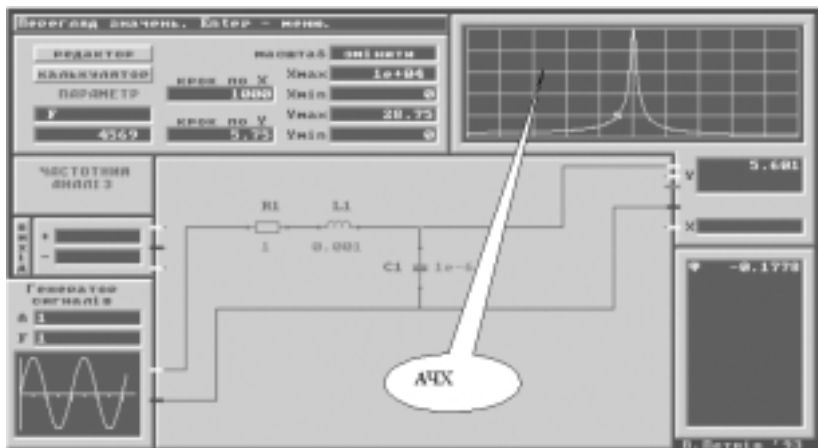 Перегляд значень. Enter - меню.
РЕДАКТОР
КАЛЬКУЛЯТОР
ПАРАМЕТР
F
4569
масштаб змінити
крок по X
1000
крок по Y
5.75
Xmax 1e+04
Xmin 0
Ymax 28.75
Ymin 0
ЧАСТОТНИЙ
АНАЛІЗ
+
-
R1
1
L1
0.001
C1 1e-6
АЧХ
Y 5.601
X
-0.1778
Генератор
сигналів
A 1
F 1